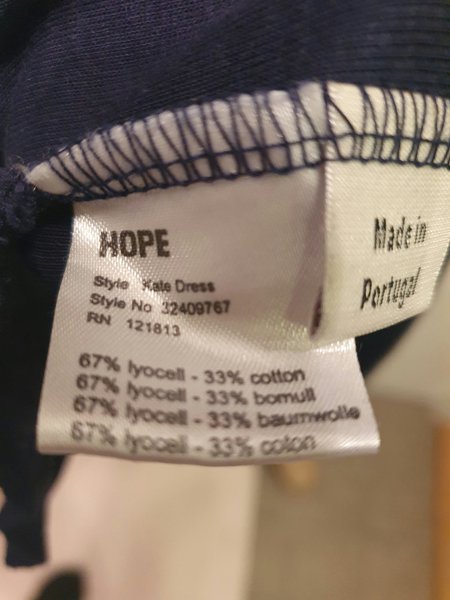 HOPE
Style Kate Dress
Style No 32409767
RN 121813
67% lyocell - 33% cotton
67% lyocell - 33% bomull
67% lyocell - 33% baumwolle
67% lyocell - 33% coton
Made in
Portugal